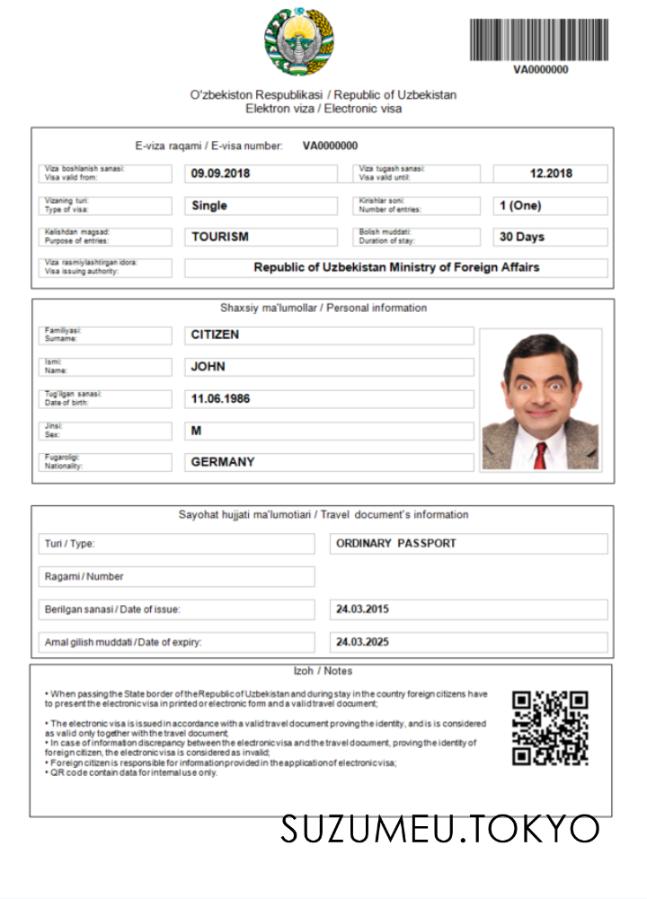 VA0000000
O'zbekiston Respublikasi / Republic of Uzbekistan
Elektron viza / Electronic visa
E-viza raqami / E-visa number: VA0000000
Viza boshlanish sanasi:
Visa valid from:
09.09.2018
Viza tugash sanasi:
Visa valid until:
12.2018
Vizaning turi:
Type of visa:
Single
Kirishlar soni:
Number of entries:
1 (One)
Kelishdan magsad:
Purpose of entries:
TOURISM
Bolish muddati:
Duration of stay:
30 Days
Viza rasmiylashtirgan idora:
Visa issuing authority:
Republic of Uzbekistan Ministry of Foreign Affairs
Shaxsiy ma'lumollar / Personal information
Familiyasi:
Surname:
CITIZEN
Ismi:
Name:
JOHN
Tug'ilgan sanasi:
Date of birth:
11.06.1986
Jinsi:
Sex:
M
Fugaroligi:
Nationality:
GERMANY
Sayohat hujjati ma'lumotiari / Travel document's information
Turi / Type:
ORDINARY PASSPORT
Ragami / Number
Berilgan sanasi / Date of issue:
24.03.2015
Amal gilish muddati / Date of expiry:
24.03.2025
Izoh / Notes
• When passing the State border of the Republic of Uzbekistan and during stay in the country foreign citizens have
to present the electronic visa in printed or electronic form and a valid travel document;
• The electronic visa is issued in accordance with a valid travel document proving the identity, and is is considered
as valid only together with the travel document;
• In case of information discrepancy between the electronic visa and the travel document, proving the identity of
foreign citizen, the electronic visa is considered as invalid;
• Foreign citizen is responsible for information provided in the application of electronic visa;
• QR code contain data for internal use only.
SUZUMEU.TOKYO